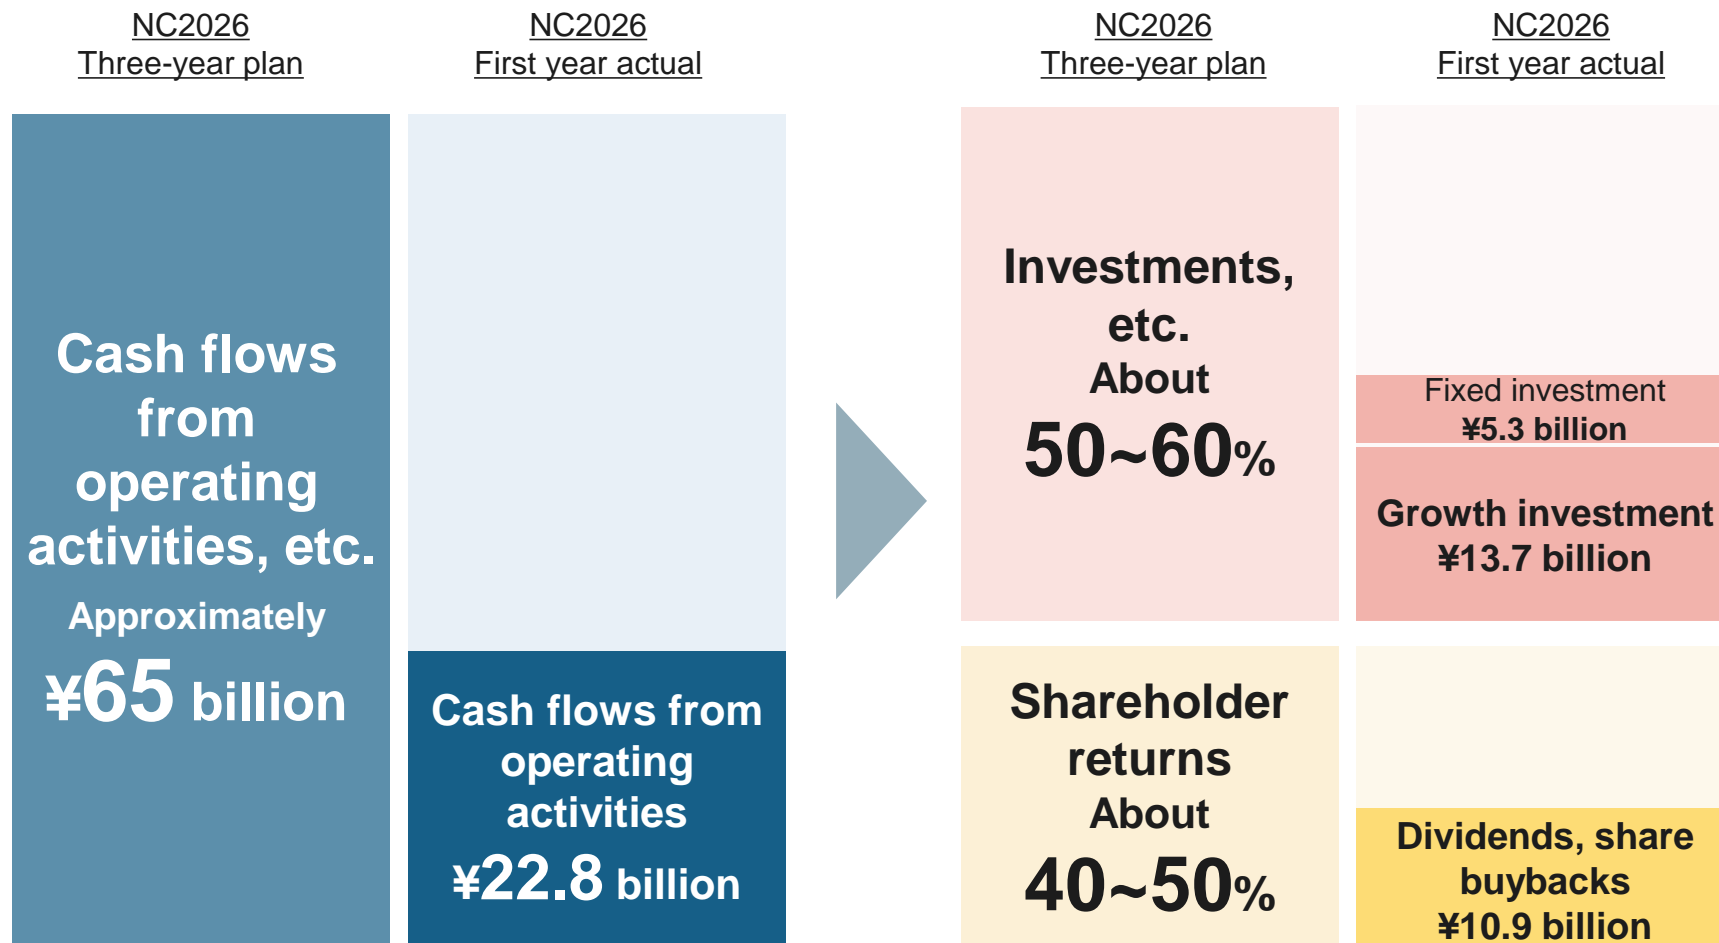 NC2026
Three-year plan
NC2026
First year actual
NC2026
Three-year plan
NC2026
First year actual
Cash flows
from
operating
activities, etc.
Approximately
¥65 billion
Cash flows from
operating
activities
¥22.8 billion
Investments,
etc.
About
50~60%
Fixed investment
¥5.3 billion
Growth investment
¥13.7 billion
Shareholder
returns
About
40~50%
Dividends, share
buybacks
¥10.9 billion